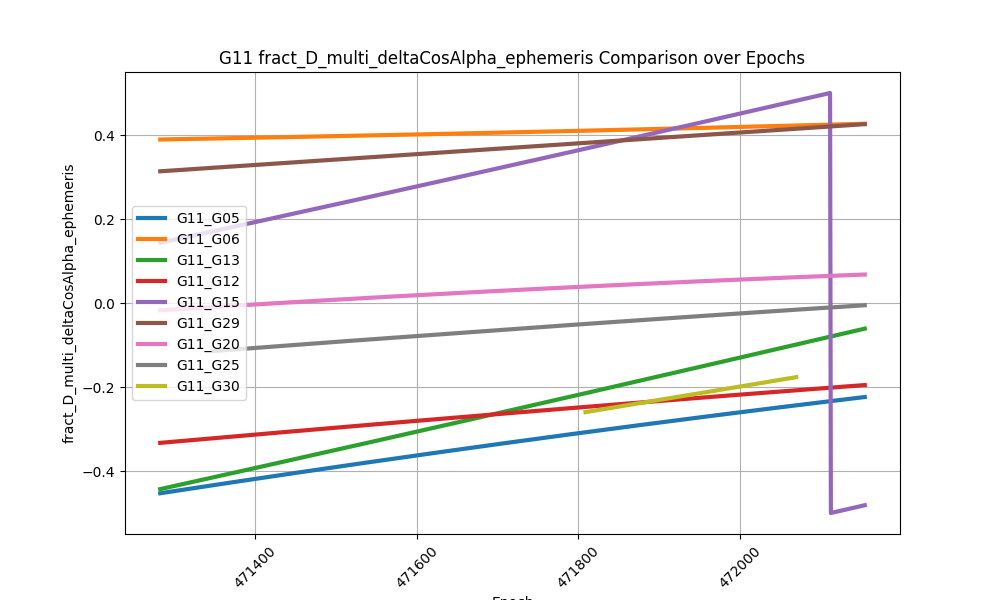 G11 fract_D_multi_deltaCosAlpha_ephemeris Comparison over Epochs
fract_D_multi_deltaCosAlpha_ephemeris
0.4
0.2
0.0
−0.2
−0.4
G11_G05
G11_G06
G11_G13
G11_G12
G11_G15
G11_G29
G11_G20
G11_G25
G11_G30
471400
471600
471800
472000
Epoch